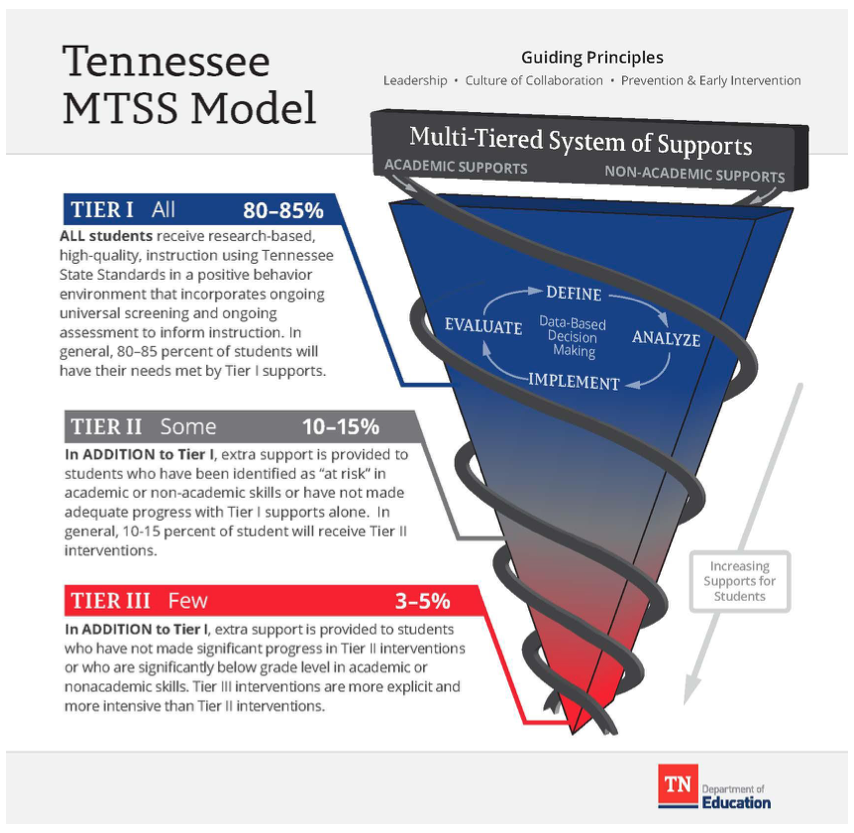 Tennessee
MTSS Model
Guiding Principles
Leadership • Culture of Collaboration • Prevention & Early Intervention
Multi-Tiered System of Supports
ACADEMIC SUPPORTS
NON-ACADEMIC SUPPORTS
TIER I All 80–85%
ALL students receive research-based,
high-quality, instruction using Tennessee
State Standards in a positive behavior
environment that incorporates ongoing
universal screening and ongoing
assessment to inform instruction. In
general, 80–85 percent of students will
have their needs met by Tier I supports.
DEFINE
ANALYZE
IMPLEMENT
EVALUATE
Data-Based
Decision
Making
TIER II Some 10–15%
In ADDITION to Tier I, extra support is provided to
students who have been identified as “at risk” in
academic or non-academic skills or have not made
adequate progress with Tier I supports alone. In
general, 10-15 percent of student will receive Tier II
interventions.
Increasing
Supports for
Students
TIER III Few 3–5%
In ADDITION to Tier I, extra support is provided to students
who have not made significant progress in Tier II interventions
or who are significantly below grade level in academic or
nonacademic skills. Tier III interventions are more explicit and
more intensive than Tier II interventions.
TN
Department of
Education